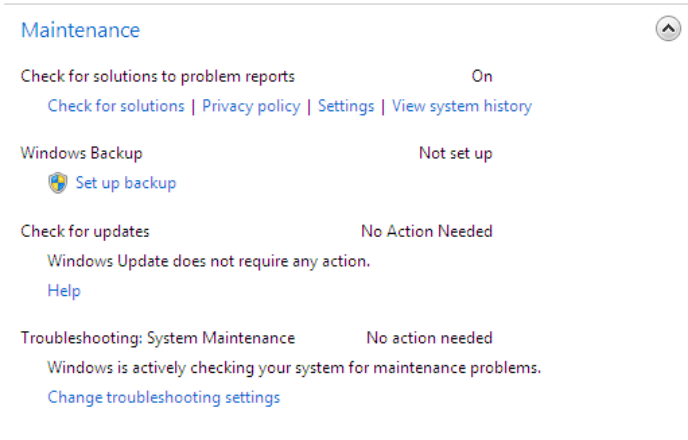 Maintenance
Check for solutions to problem reports On
Check for solutions | Privacy policy | Settings | View system history
Windows Backup Not set up
Set up backup
Check for updates No Action Needed
Windows Update does not require any action.
Help
Troubleshooting: System Maintenance No action needed
Windows is actively checking your system for maintenance problems.
Change troubleshooting settings